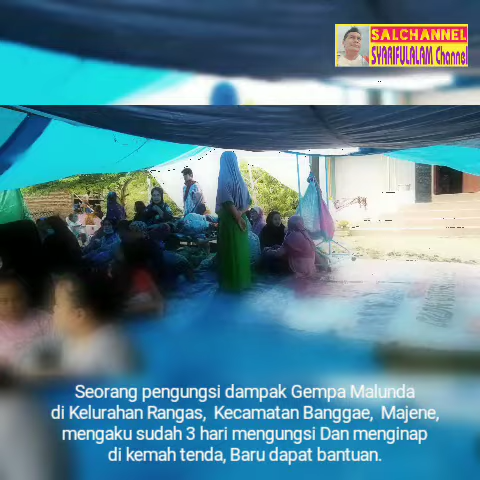 SALCHANNEL
SYARIFULALAM Channel
Seorang pengungsi dampak Gempa Malunda
di Kelurahan Rangas, Kecamatan Banggae, Majene,
mengaku sudah 3 hari mengungsi Dan menginap
di kemah tenda, Baru dapat bantuan.